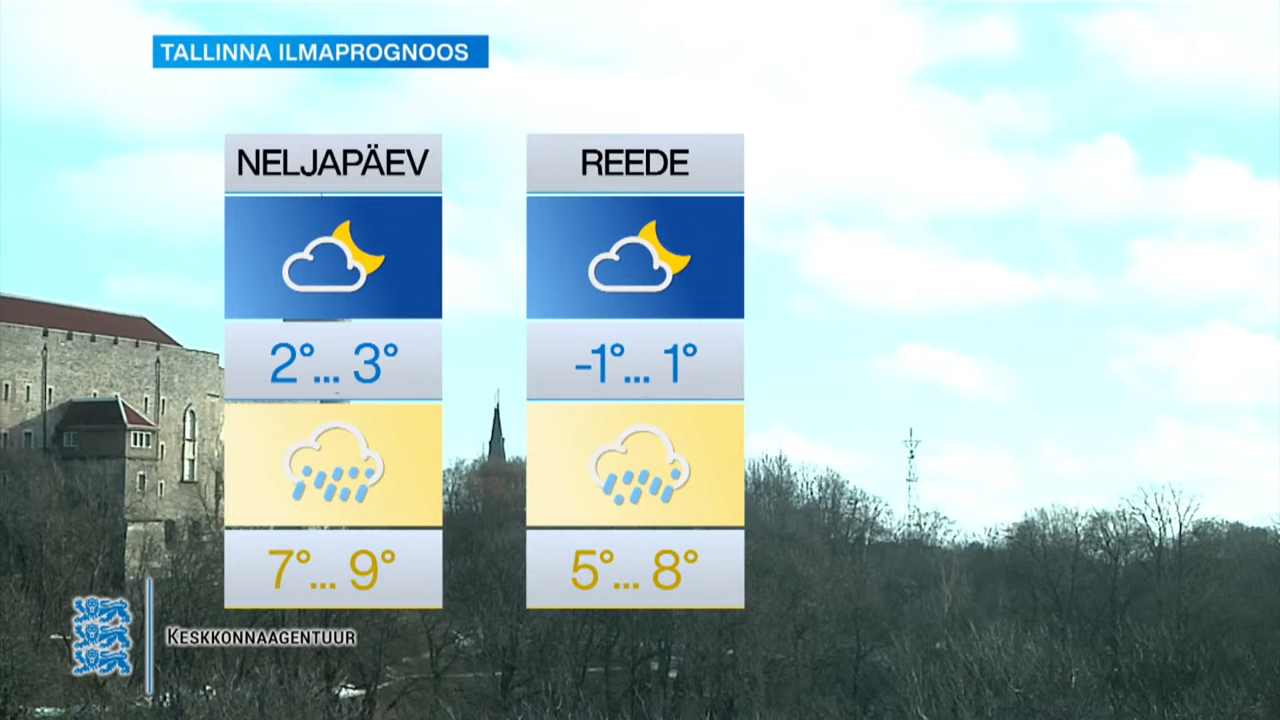 TALLINNA ILMAPROGNOOS
NELJAPÄEV
2°... 3°
7°... 9°
REEDE
-1°... 1°
5°... 8°
KESKKONNAAGENTUUR